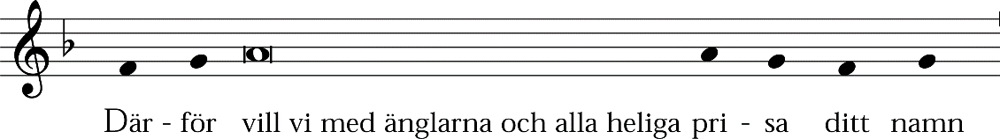 Där - för vill vi med änglarna och alla heliga pri - sa ditt namn